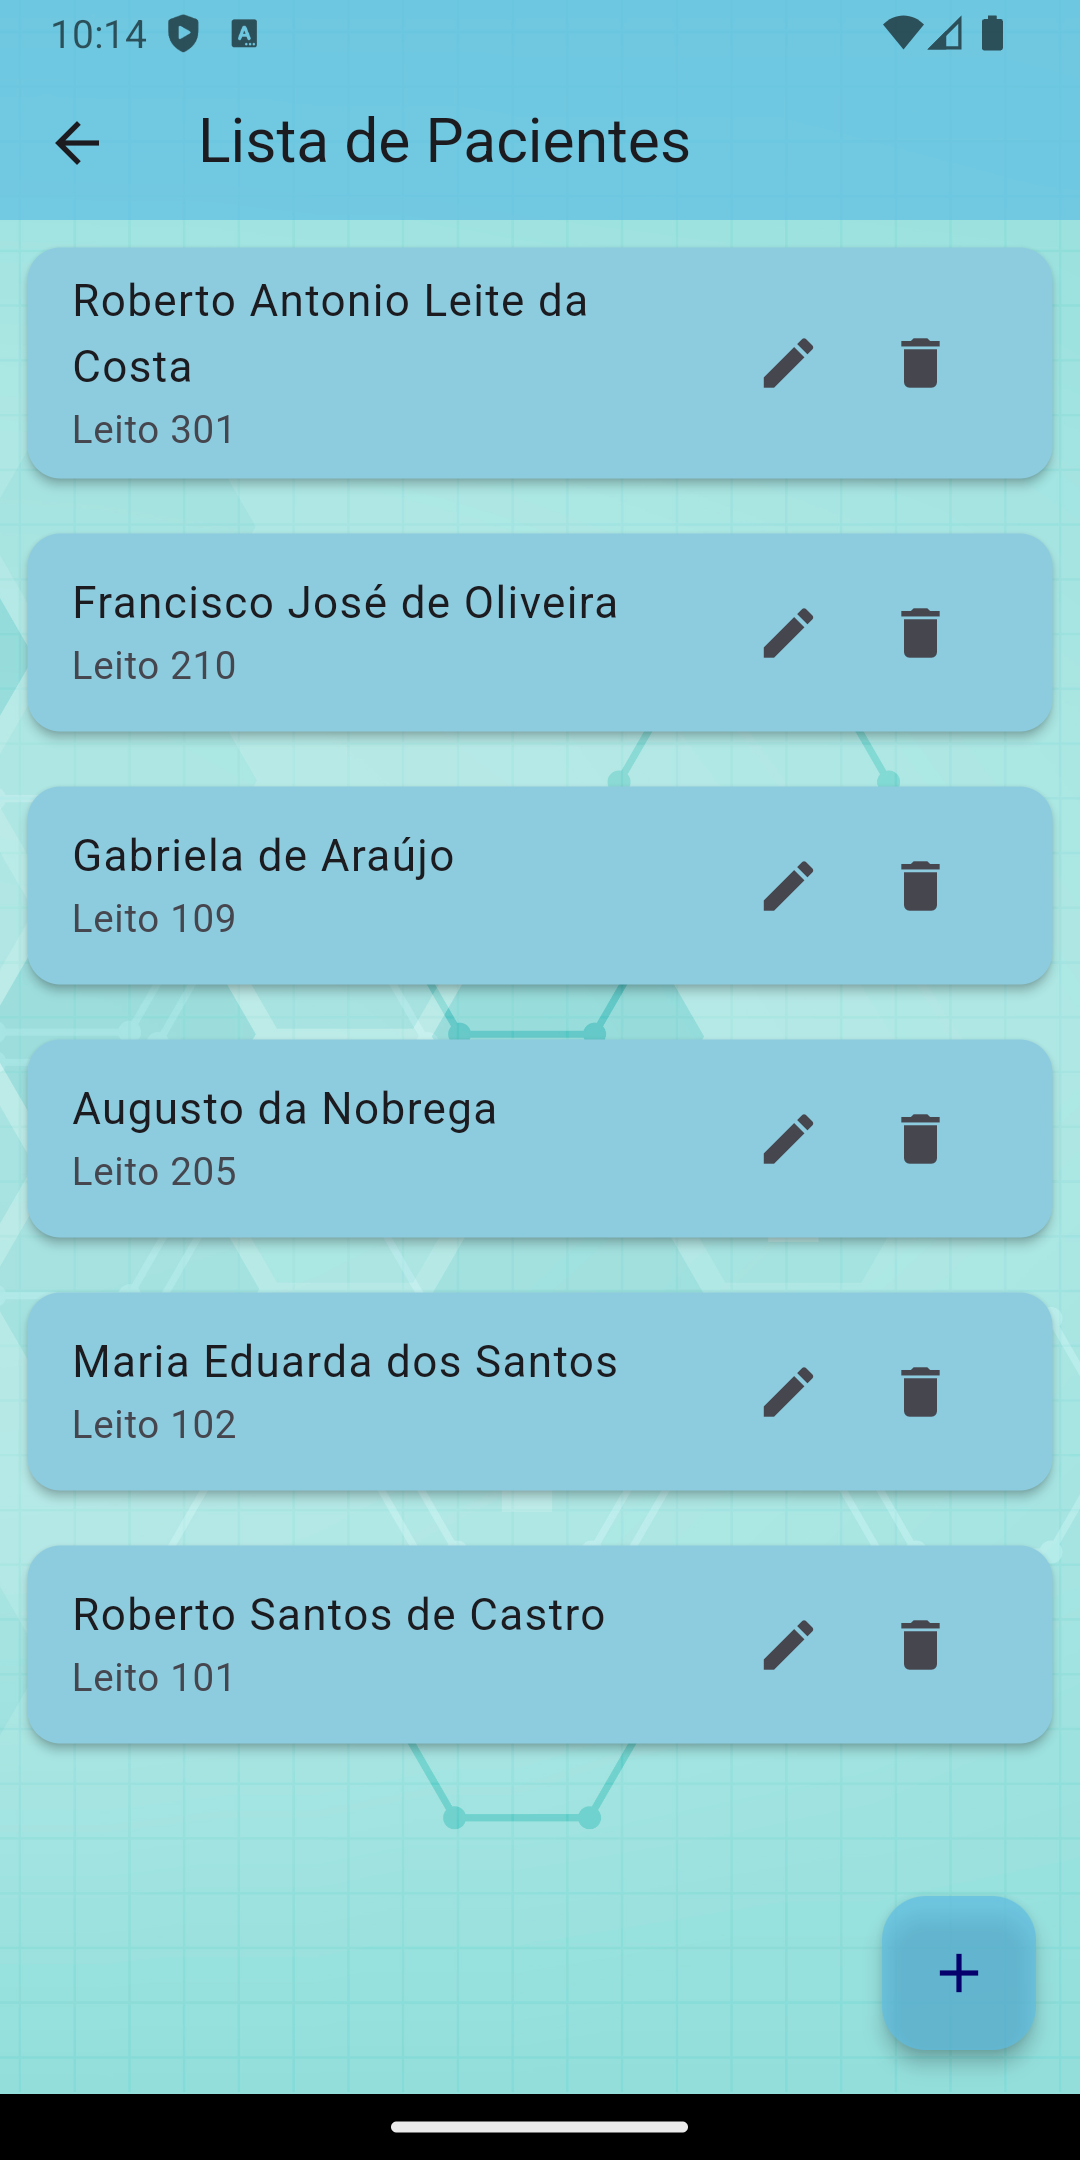 10:14
Lista de Pacientes
Roberto Antonio Leite da
Costa
Leito 301
Francisco José de Oliveira
Leito 210
Gabriela de Araújo
Leito 109
Augusto da Nobrega
Leito 205
Maria Eduarda dos Santos
Leito 102
Roberto Santos de Castro
Leito 101